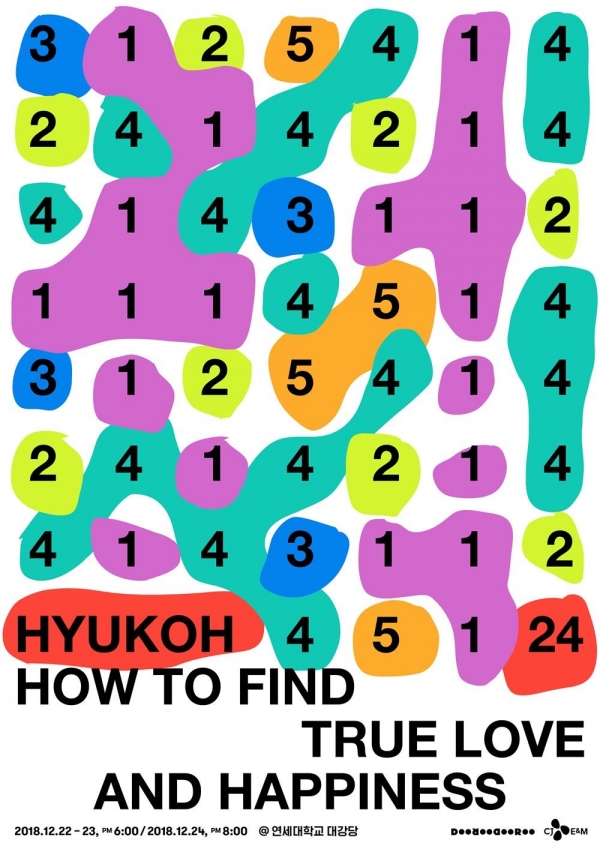 3 1 2 5 4 1 4
2 4 1 4 2 1 4
4 1 4 3 1 1 2
1 1 1 4 5 1 4
3 1 2 5 4 1 4
2 4 1 4 2 1 4
4 1 4 3 1 1 2
HYUKOH 4 5 1 24
HOW TO FIND
TRUE LOVE
AND HAPPINESS
2018.12.22 – 23, PM 6:00 / 2018.12.24, PM 8:00 @ 연세대학교 대강당 DooRooDooRoo CJ E&M